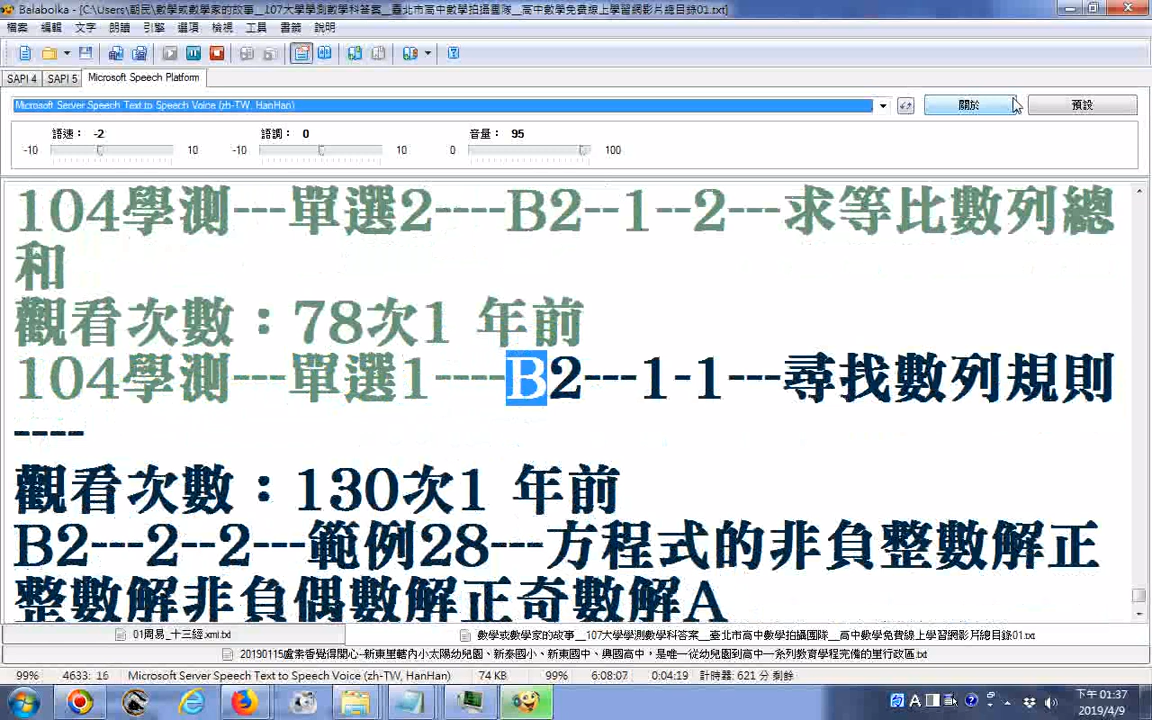 Balabolka - [C:\Users\朝民\數學或數學家的故事__107大學學測數學科答案__臺北市高中數學拍攝團隊__高中數學免費線上學習網影片總目錄01.txt]
檔案 編輯 文字 朗讀 引擎 選項 檢視 工具 書籤 說明
SAPI 4 SAPI 5 Microsoft Speech Platform
Microsoft Server Speech Text to Speech Voice (zh-TW, HanHan) 關於 預設
語速： -2 語調： 0 音量： 95
-10 10 -10 10 0 100
104學測---單選2----B2--1--2---求等比數列總
和
觀看次數：78次1 年前
104學測---單選1----B2---1-1---尋找數列規則
----
觀看次數：130次1 年前
B2---2--2---範例28---方程式的非負整數解正
整數解非負偶數解正奇數解A
01周易_十三經.xml.txt 數學或數學家的故事__107大學學測數學科答案__臺北市高中數學拍攝團隊__高中數學免費線上學習網影片總目錄01.txt
20190115盧素香覺得開心-新東里轄內小太陽幼兒園、新泰國小、新東國中、興國高中，是唯一從幼兒園到高中一系列教育學程完備的里行政區.txt
99% 4633: 16 Microsoft Server Speech Text to Speech Voice (zh-TW, HanHan) 74 KB 99% 6:08:07 0:04:19 計時器: 621 分 剩餘
下午 01:37
2019/4/9